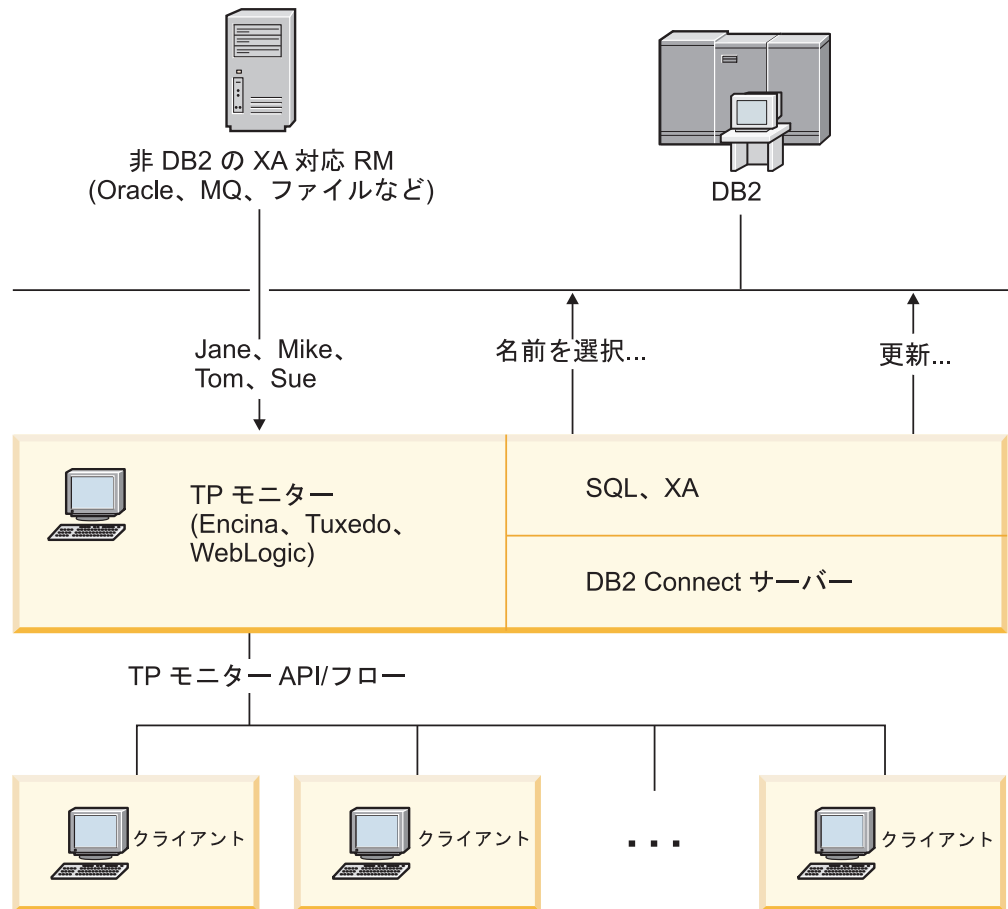 非 DB2 の XA 対応 RM
(Oracle、MQ、ファイルなど)
DB2
Jane、Mike、
Tom、Sue
名前を選択...
更新...
TP モニター
(Encina、Tuxedo、
WebLogic)
SQL、XA
DB2 Connect サーバー
TP モニター API/フロー
クライアント
クライアント
...
クライアント